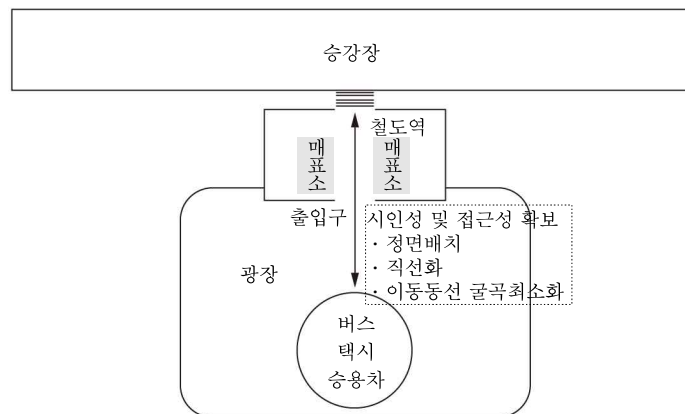 승강장
철도역
매표소
매표소
출입구
시인성 및 접근성 확보
· 정면배치
· 직선화
· 이동동선 굴곡최소화
광장
버스
택시
승용차